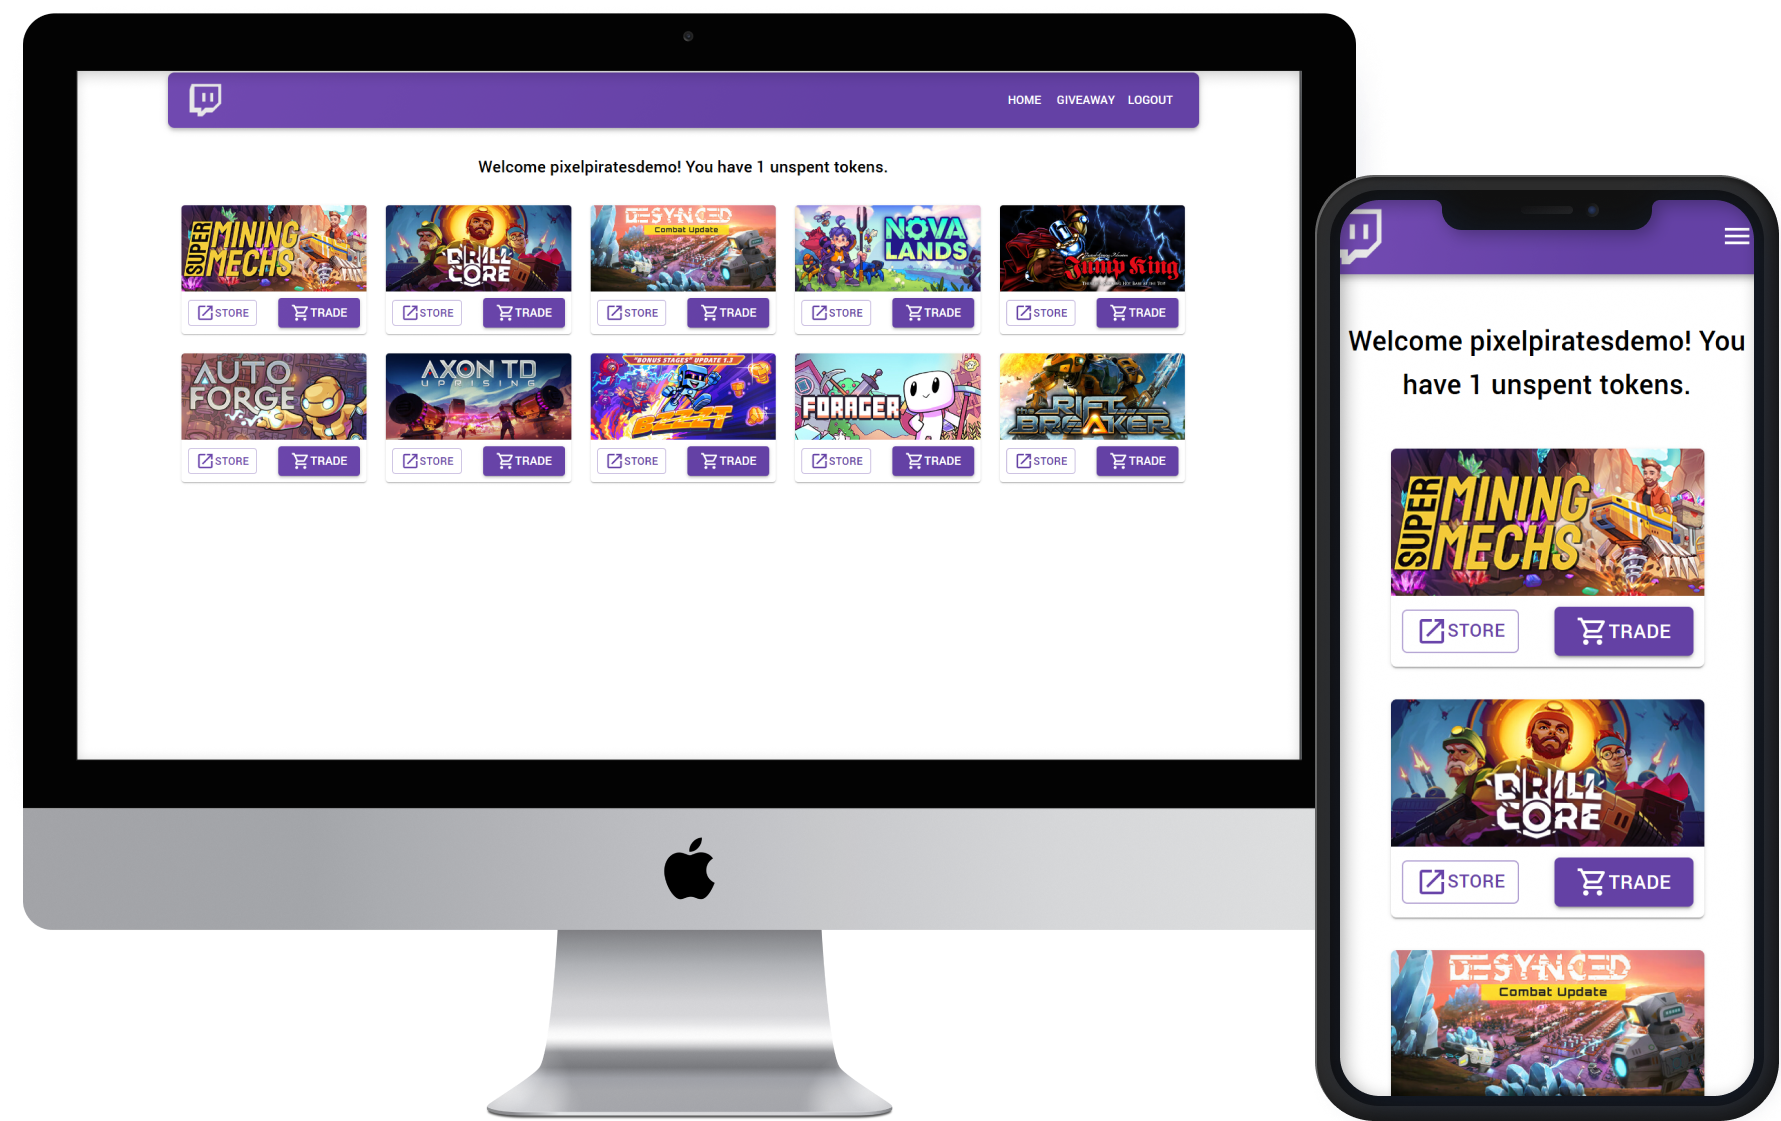 HOME GIVEAWAY LOGOUT
Welcome pixelpiratesdemo! You have 1 unspent tokens.
SUPER MINING MECHS
DRILL CORE
DESYNCED
Combat Update
NOVA LANDS
Jump King
STORE TRADE STORE TRADE STORE TRADE STORE TRADE STORE TRADE
AUTO FORGE
AXON TD
UPRISING
"BONUS STAGES" UPDATE 1.3
BZZZT
FORAGER
the RIFT BREAKER
STORE TRADE STORE TRADE STORE TRADE STORE TRADE STORE TRADE
Welcome pixelpiratesdemo! You
have 1 unspent tokens.
SUPER MINING MECHS
STORE TRADE
DRILL CORE
STORE TRADE
DESYNCED
Combat Update